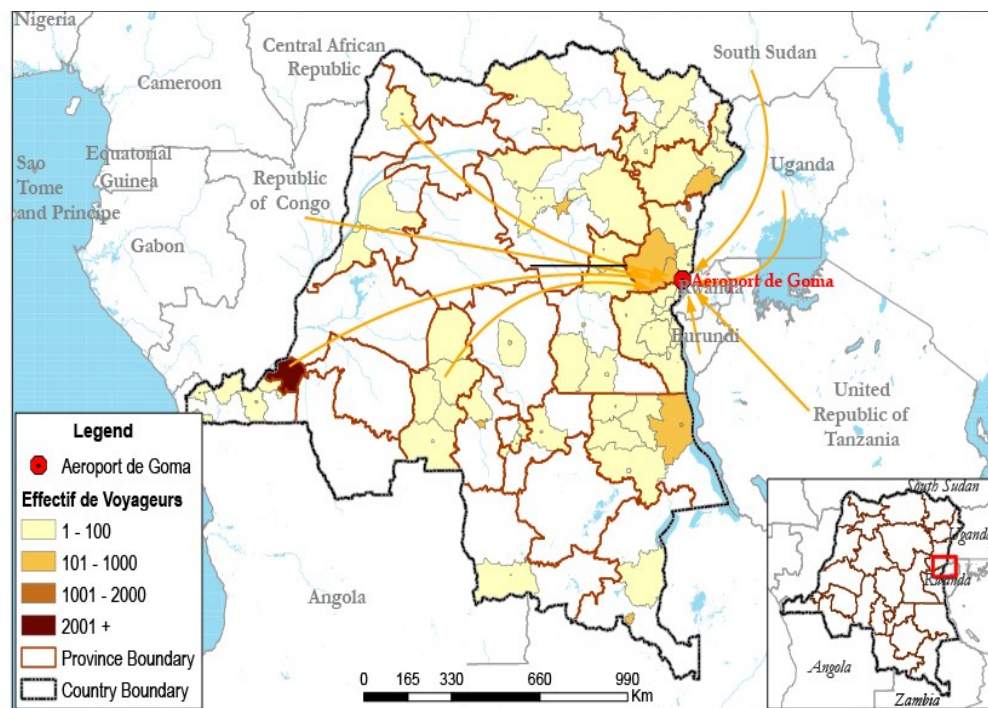 Nigeria
Cameroon
Central African
Republic
South Sudan
Sao
Tome
and Principe
Equatorial
Guinea
Republic
of Congo
Gabon
Uganda
Aéroport de Goma
Rwanda
Burundi
United
Republic of
Tanzania
Angola
Legend
Aeroport de Goma
Effectif de Voyageurs
1 - 100
101 - 1000
1001 - 2000
2001 +
Province Boundary
Country Boundary
0 165 330 660 990
Km
South Sudan
Uganda
Rwanda
Angola
Zambia